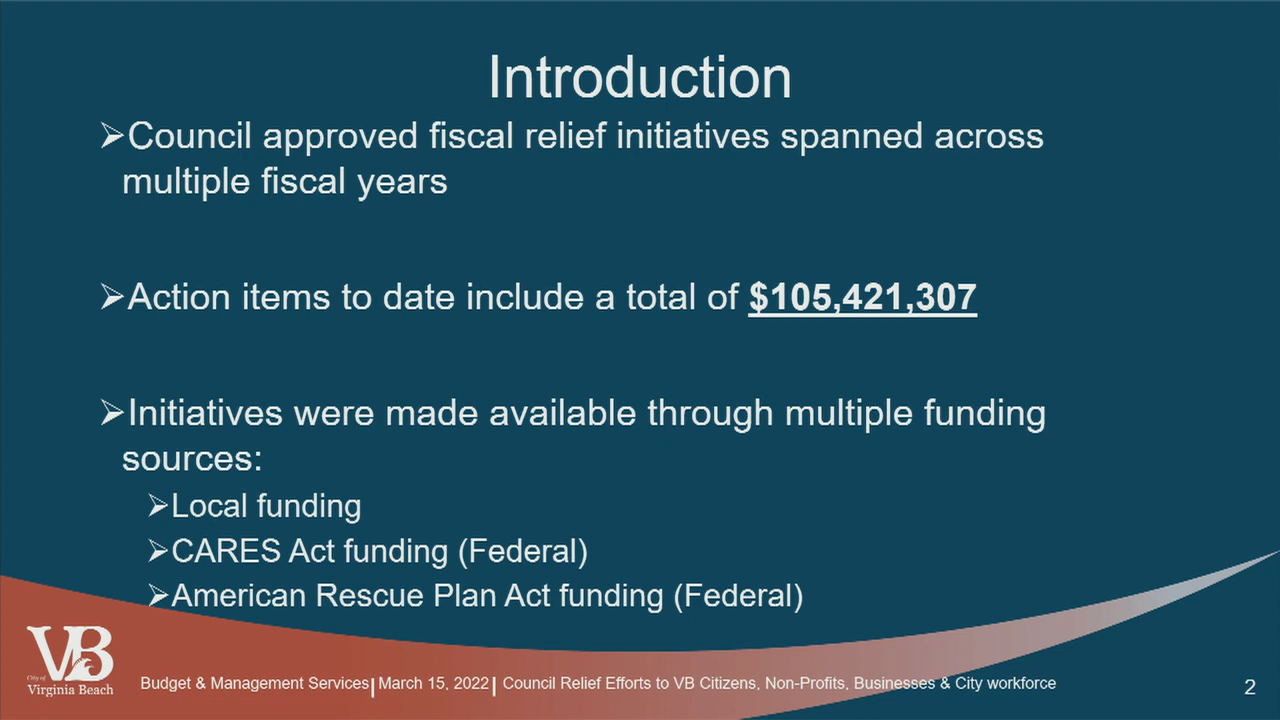 Introduction
➢Council approved fiscal relief initiatives spanned across
multiple fiscal years
➢Action items to date include a total of $105,421,307
➢Initiatives were made available through multiple funding
sources:
➢Local funding
➢CARES Act funding (Federal)
➢American Rescue Plan Act funding (Federal)
VB
City of
Virginia Beach
Budget & Management Services| March 15, 2022 | Council Relief Efforts to VB Citizens, Non-Profits, Businesses & City workforce
2